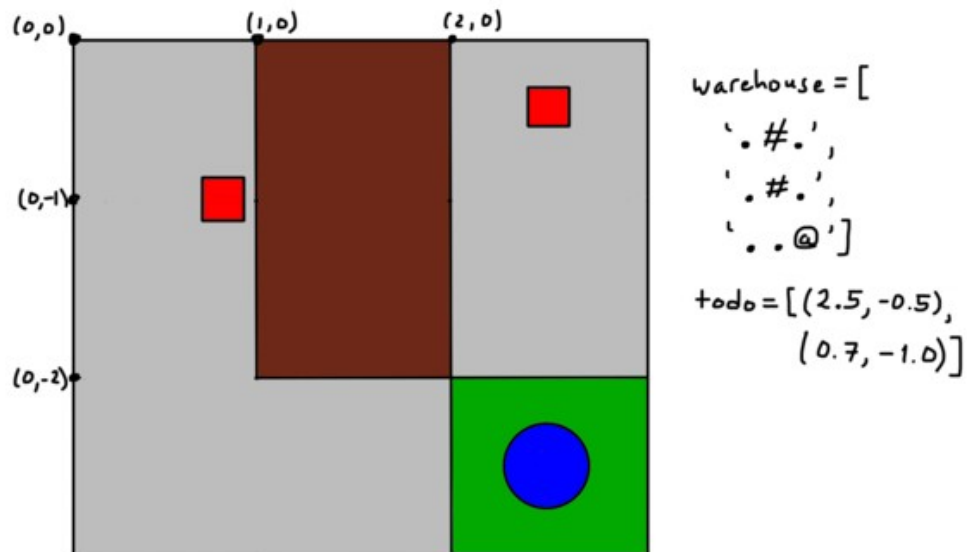 (0,0) (1,0) (2,0)
(0,-1)
(0,-2)
warehouse = [
'.#.',
'.#.',
'..@']
todo = [(2.5, -0.5),
(0.7, -1.0)]